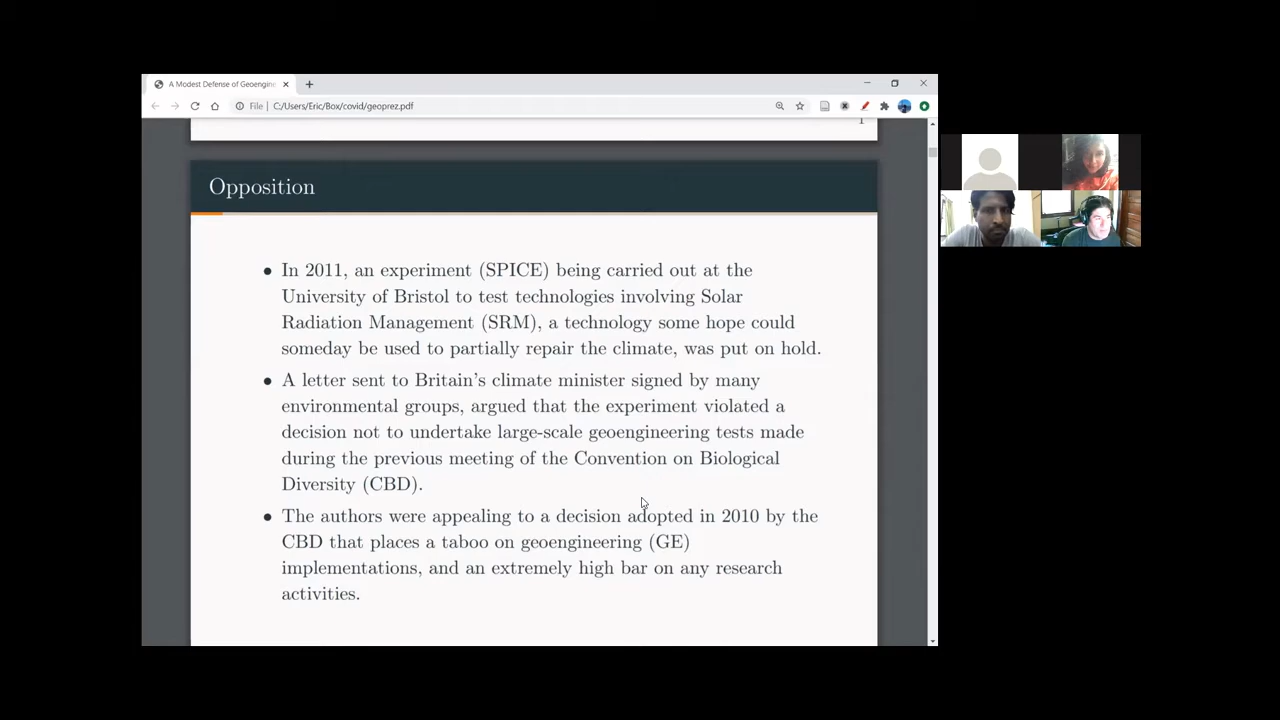 A Modest Defense of Geoengine
File
C:/Users/Eric/Box/covid/geoprez.pdf
1
Opposition
• In 2011, an experiment (SPICE) being carried out at the
University of Bristol to test technologies involving Solar
Radiation Management (SRM), a technology some hope could
someday be used to partially repair the climate, was put on hold.
• A letter sent to Britain's climate minister signed by many
environmental groups, argued that the experiment violated a
decision not to undertake large-scale geoengineering tests made
during the previous meeting of the Convention on Biological
Diversity (CBD).
• The authors were appealing to a decision adopted in 2010 by the
CBD that places a taboo on geoengineering (GE)
implementations, and an extremely high bar on any research
activities.